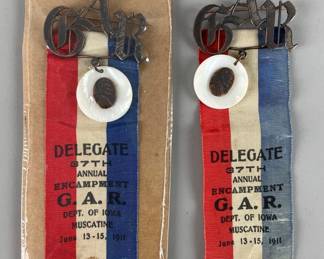 GAR
DELEGATE
37TH
ANNUAL
ENCAMPMENT
G. A. R.
DEPT. OF IOWA
MUSCATINE
June 13-15, 1911
GAR
DELEGATE
37TH
ANNUAL
ENCAMPMENT
G. A. R.
DEPT. OF IOWA
MUSCATINE
June 13-15, 1911